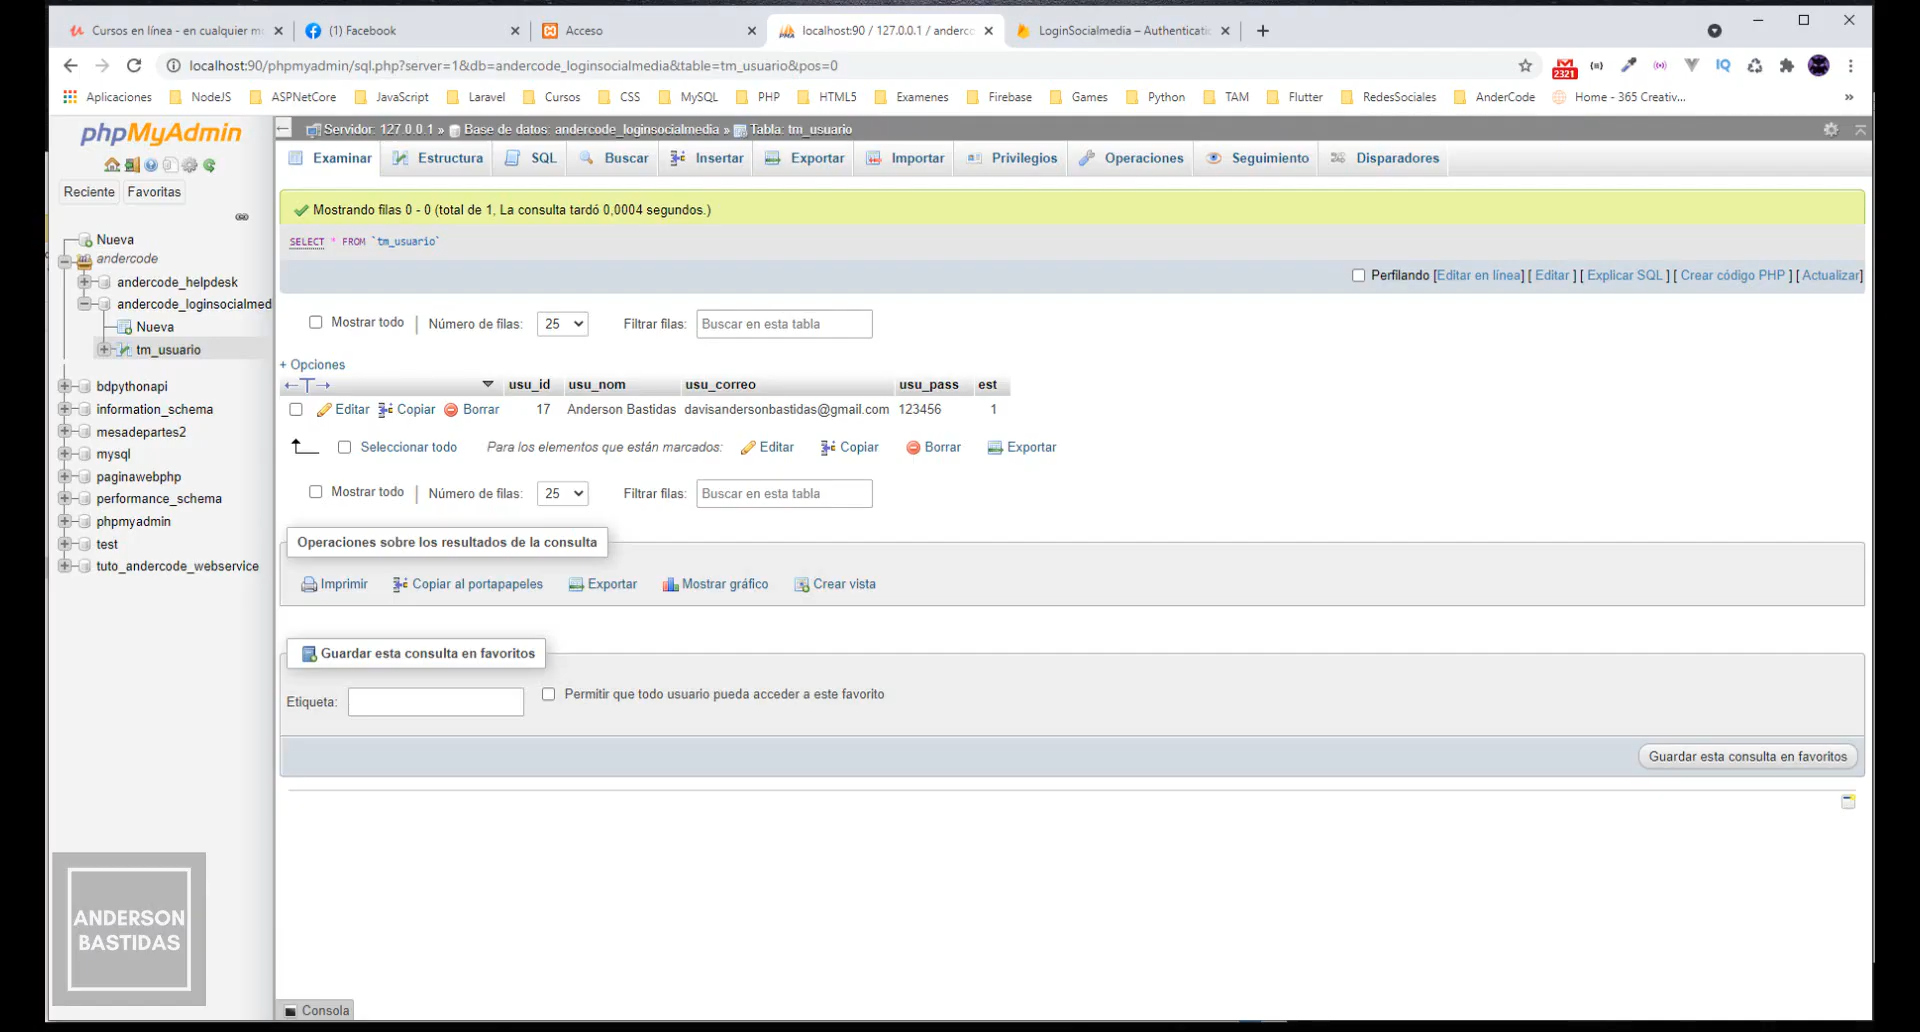 Cursos en línea - en cualquier m
(1) Facebook
Acceso
localhost:90 / 127.0.0.1 / anderco
LoginSocialmedia – Authenticati
localhost:90/phpmyadmin/sql.php?server=1&db=andercode_loginsocialmedia&table=tm_usuario&pos=0
2321
IQ
Aplicaciones
NodeJS
ASPNetCore
JavaScript
Laravel
Cursos
CSS
MySQL
PHP
HTML5
Examenes
Firebase
Games
Python
TAM
Flutter
RedesSociales
AnderCode
Home - 365 Creativ...
»
phpMyAdmin
Reciente
Favoritas
Nueva
andercode
andercode_helpdesk
andercode_loginsocialmed
Nueva
tm_usuario
bdpythonapi
information_schema
mesadepartes2
mysql
paginawebphp
performance_schema
phpmyadmin
test
tuto_andercode_webservice
ANDERSON
BASTIDAS
Servidor: 127.0.0.1 » Base de datos: andercode_loginsocialmedia » Tabla: tm_usuario
Examinar
Estructura
SQL
Buscar
Insertar
Exportar
Importar
Privilegios
Operaciones
Seguimiento
Disparadores
Mostrando filas 0 - 0 (total de 1, La consulta tardó 0,0004 segundos.)
SELECT * FROM `tm_usuario`
Perfilando [Editar en línea] [ Editar ] [ Explicar SQL ] [ Crear código PHP ] [ Actualizar]
Mostrar todo | Número de filas: 25 Filtrar filas: Buscar en esta tabla
+ Opciones
←T→ usu_id usu_nom usu_correo usu_pass est
Editar Copiar Borrar 17 Anderson Bastidas davisandersonbastidas@gmail.com 123456 1
Seleccionar todo Para los elementos que están marcados: Editar Copiar Borrar Exportar
Mostrar todo | Número de filas: 25 Filtrar filas: Buscar en esta tabla
Operaciones sobre los resultados de la consulta
Imprimir Copiar al portapapeles Exportar Mostrar gráfico Crear vista
Guardar esta consulta en favoritos
Etiqueta: Permitir que todo usuario pueda acceder a este favorito
Guardar esta consulta en favoritos
Consola